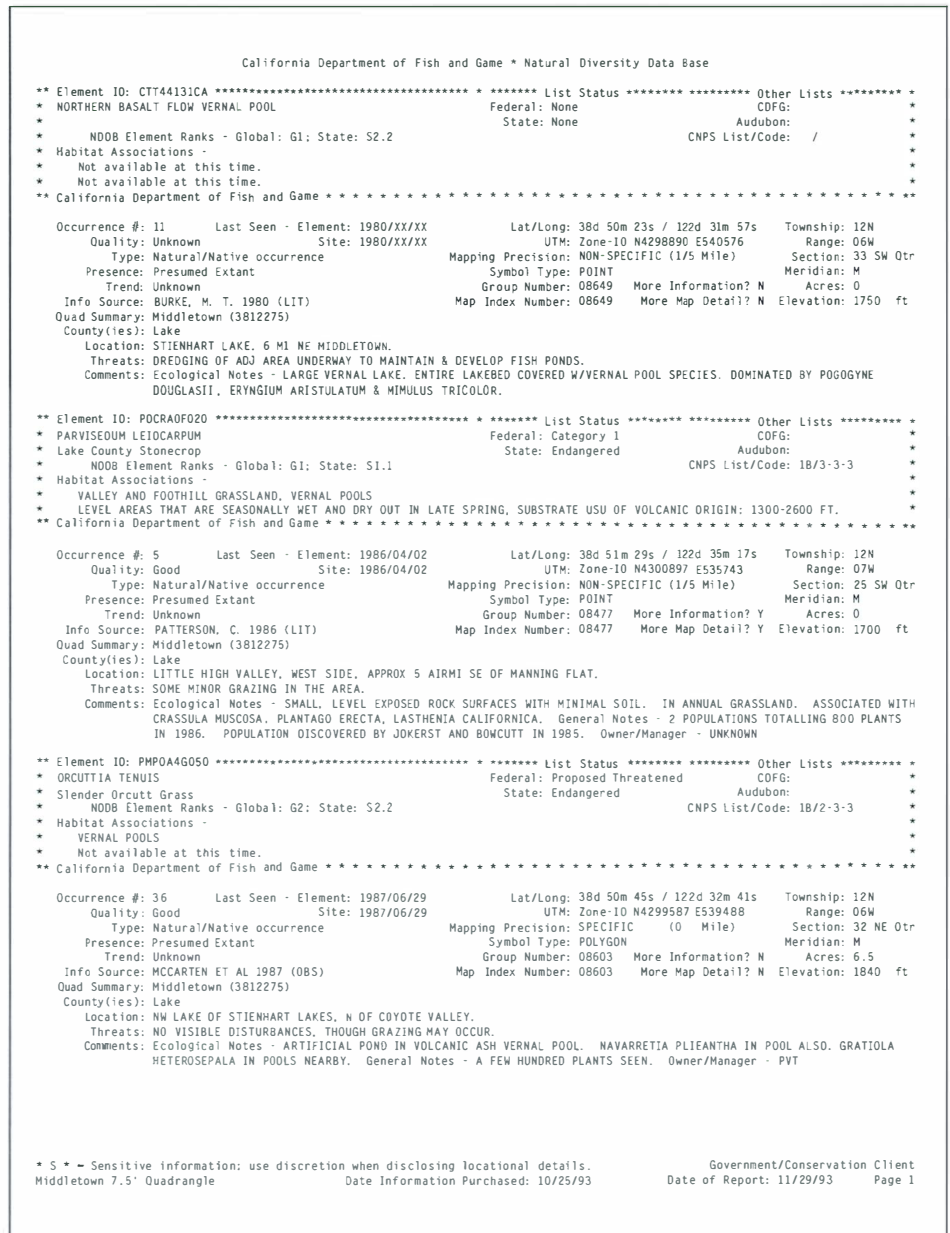 California Department of Fish and Game * Natural Diversity Data Base
** Element ID: CTT44131CA ************************************** * ******* List Status ******** ********* Other Lists ********* *
* NORTHERN BASALT FLOW VERNAL POOL Federal: None CDFG: *
* State: None Audubon: *
* NDDB Element Ranks - Global: G1; State: S2.2 CNPS List/Code: / *
* Habitat Associations - *
* Not available at this time. *
* Not available at this time. *
** California Department of Fish and Game * * * * * * * * * * * * * * * * * * * * * * * * * * * * * * * * * * * * * * * * * * * **
Occurrence #: 11 Last Seen - Element: 1980/XX/XX Lat/Long: 38d 50m 23s / 122d 31m 57s Township: 12N
Quality: Unknown Site: 1980/XX/XX UTM: Zone-10 N4298890 E540576 Range: 06W
Type: Natural/Native occurrence Mapping Precision: NON-SPECIFIC (1/5 Mile) Section: 33 SW Qtr
Presence: Presumed Extant Symbol Type: POINT Meridian: M
Trend: Unknown Group Number: 08649 More Information? N Acres: 0
Info Source: BURKE, M. T. 1980 (LIT) Map Index Number: 08649 More Map Detail? N Elevation: 1750 ft
Quad Summary: Middletown (3812275)
County(ies): Lake
Location: STIENHART LAKE, 6 MI NE MIDDLETOWN.
Threats: DREDGING OF ADJ AREA UNDERWAY TO MAINTAIN & DEVELOP FISH PONDS.
Comments: Ecological Notes - LARGE VERNAL LAKE. ENTIRE LAKEBED COVERED W/VERNAL POOL SPECIES. DOMINATED BY POGOGYNE
DOUGLASII, ERYNGIUM ARISTULATUM & MIMULUS TRICOLOR.
** Element ID: PDCRA0F020 ************************************** * ******* List Status ******** ********* Other Lists ********* *
* PARVISEDUM LEIOCARPUM Federal: Category 1 CDFG: *
* Lake County Stonecrop State: Endangered Audubon: *
* NDDB Element Ranks - Global: G1; State: S1.1 CNPS List/Code: 1B/3-3-3 *
* Habitat Associations - *
* VALLEY AND FOOTHILL GRASSLAND, VERNAL POOLS *
* LEVEL AREAS THAT ARE SEASONALLY WET AND DRY OUT IN LATE SPRING, SUBSTRATE USU OF VOLCANIC ORIGIN: 1300-2600 FT. *
** California Department of Fish and Game * * * * * * * * * * * * * * * * * * * * * * * * * * * * * * * * * * * * * * * * * * * **
Occurrence #: 5 Last Seen - Element: 1986/04/02 Lat/Long: 38d 51m 29s / 122d 35m 17s Township: 12N
Quality: Good Site: 1986/04/02 UTM: Zone-10 N4300897 E535743 Range: 07W
Type: Natural/Native occurrence Mapping Precision: NON-SPECIFIC (1/5 Mile) Section: 25 SW Qtr
Presence: Presumed Extant Symbol Type: POINT Meridian: M
Trend: Unknown Group Number: 08477 More Information? Y Acres: 0
Info Source: PATTERSON, C. 1986 (LIT) Map Index Number: 08477 More Map Detail? Y Elevation: 1700 ft
Quad Summary: Middletown (3812275)
County(ies): Lake
Location: LITTLE HIGH VALLEY, WEST SIDE, APPROX 5 AIRMI SE OF MANNING FLAT.
Threats: SOME MINOR GRAZING IN THE AREA.
Comments: Ecological Notes - SMALL, LEVEL EXPOSED ROCK SURFACES WITH MINIMAL SOIL. IN ANNUAL GRASSLAND. ASSOCIATED WITH
CRASSULA MUSCOSA, PLANTAGO ERECTA, LASTHENIA CALIFORNICA. General Notes - 2 POPULATIONS TOTALLING 800 PLANTS
IN 1986. POPULATION DISCOVERED BY JOKERST AND BOWCUTT IN 1985. Owner/Manager - UNKNOWN
** Element ID: PMPOA4G050 ************************************** * ******* List Status ******** ********* Other Lists ********* *
* ORCUTTIA TENUIS Federal: Proposed Threatened CDFG: *
* Slender Orcutt Grass State: Endangered Audubon: *
* NDDB Element Ranks - Global: G2: State: S2.2 CNPS List/Code: 1B/2-3-3 *
* Habitat Associations - *
* VERNAL POOLS *
* Not available at this time. *
** California Department of Fish and Game * * * * * * * * * * * * * * * * * * * * * * * * * * * * * * * * * * * * * * * * * * * **
Occurrence #: 36 Last Seen - Element: 1987/06/29 Lat/Long: 38d 50m 45s / 122d 32m 41s Township: 12N
Quality: Good Site: 1987/06/29 UTM: Zone-10 N4299587 E539488 Range: 06W
Type: Natural/Native occurrence Mapping Precision: SPECIFIC (0 Mile) Section: 32 NE Qtr
Presence: Presumed Extant Symbol Type: POLYGON Meridian: M
Trend: Unknown Group Number: 08603 More Information? N Acres: 6.5
Info Source: MCCARTEN ET AL 1987 (OBS) Map Index Number: 08603 More Map Detail? N Elevation: 1840 ft
Quad Summary: Middletown (3812275)
County(ies): Lake
Location: NW LAKE OF STIENHART LAKES, N OF COYOTE VALLEY.
Threats: NO VISIBLE DISTURBANCES, THOUGH GRAZING MAY OCCUR.
Comments: Ecological Notes - ARTIFICIAL POND IN VOLCANIC ASH VERNAL POOL. NAVARRETIA PLIEANTHA IN POOL ALSO. GRATIOLA
HETEROSEPALA IN POOLS NEARBY. General Notes - A FEW HUNDRED PLANTS SEEN. Owner/Manager - PVT
* S * - Sensitive information; use discretion when disclosing locational details. Government/Conservation Client
Middletown 7.5' Quadrangle Date Information Purchased: 10/25/93 Date of Report: 11/29/93 Page 1